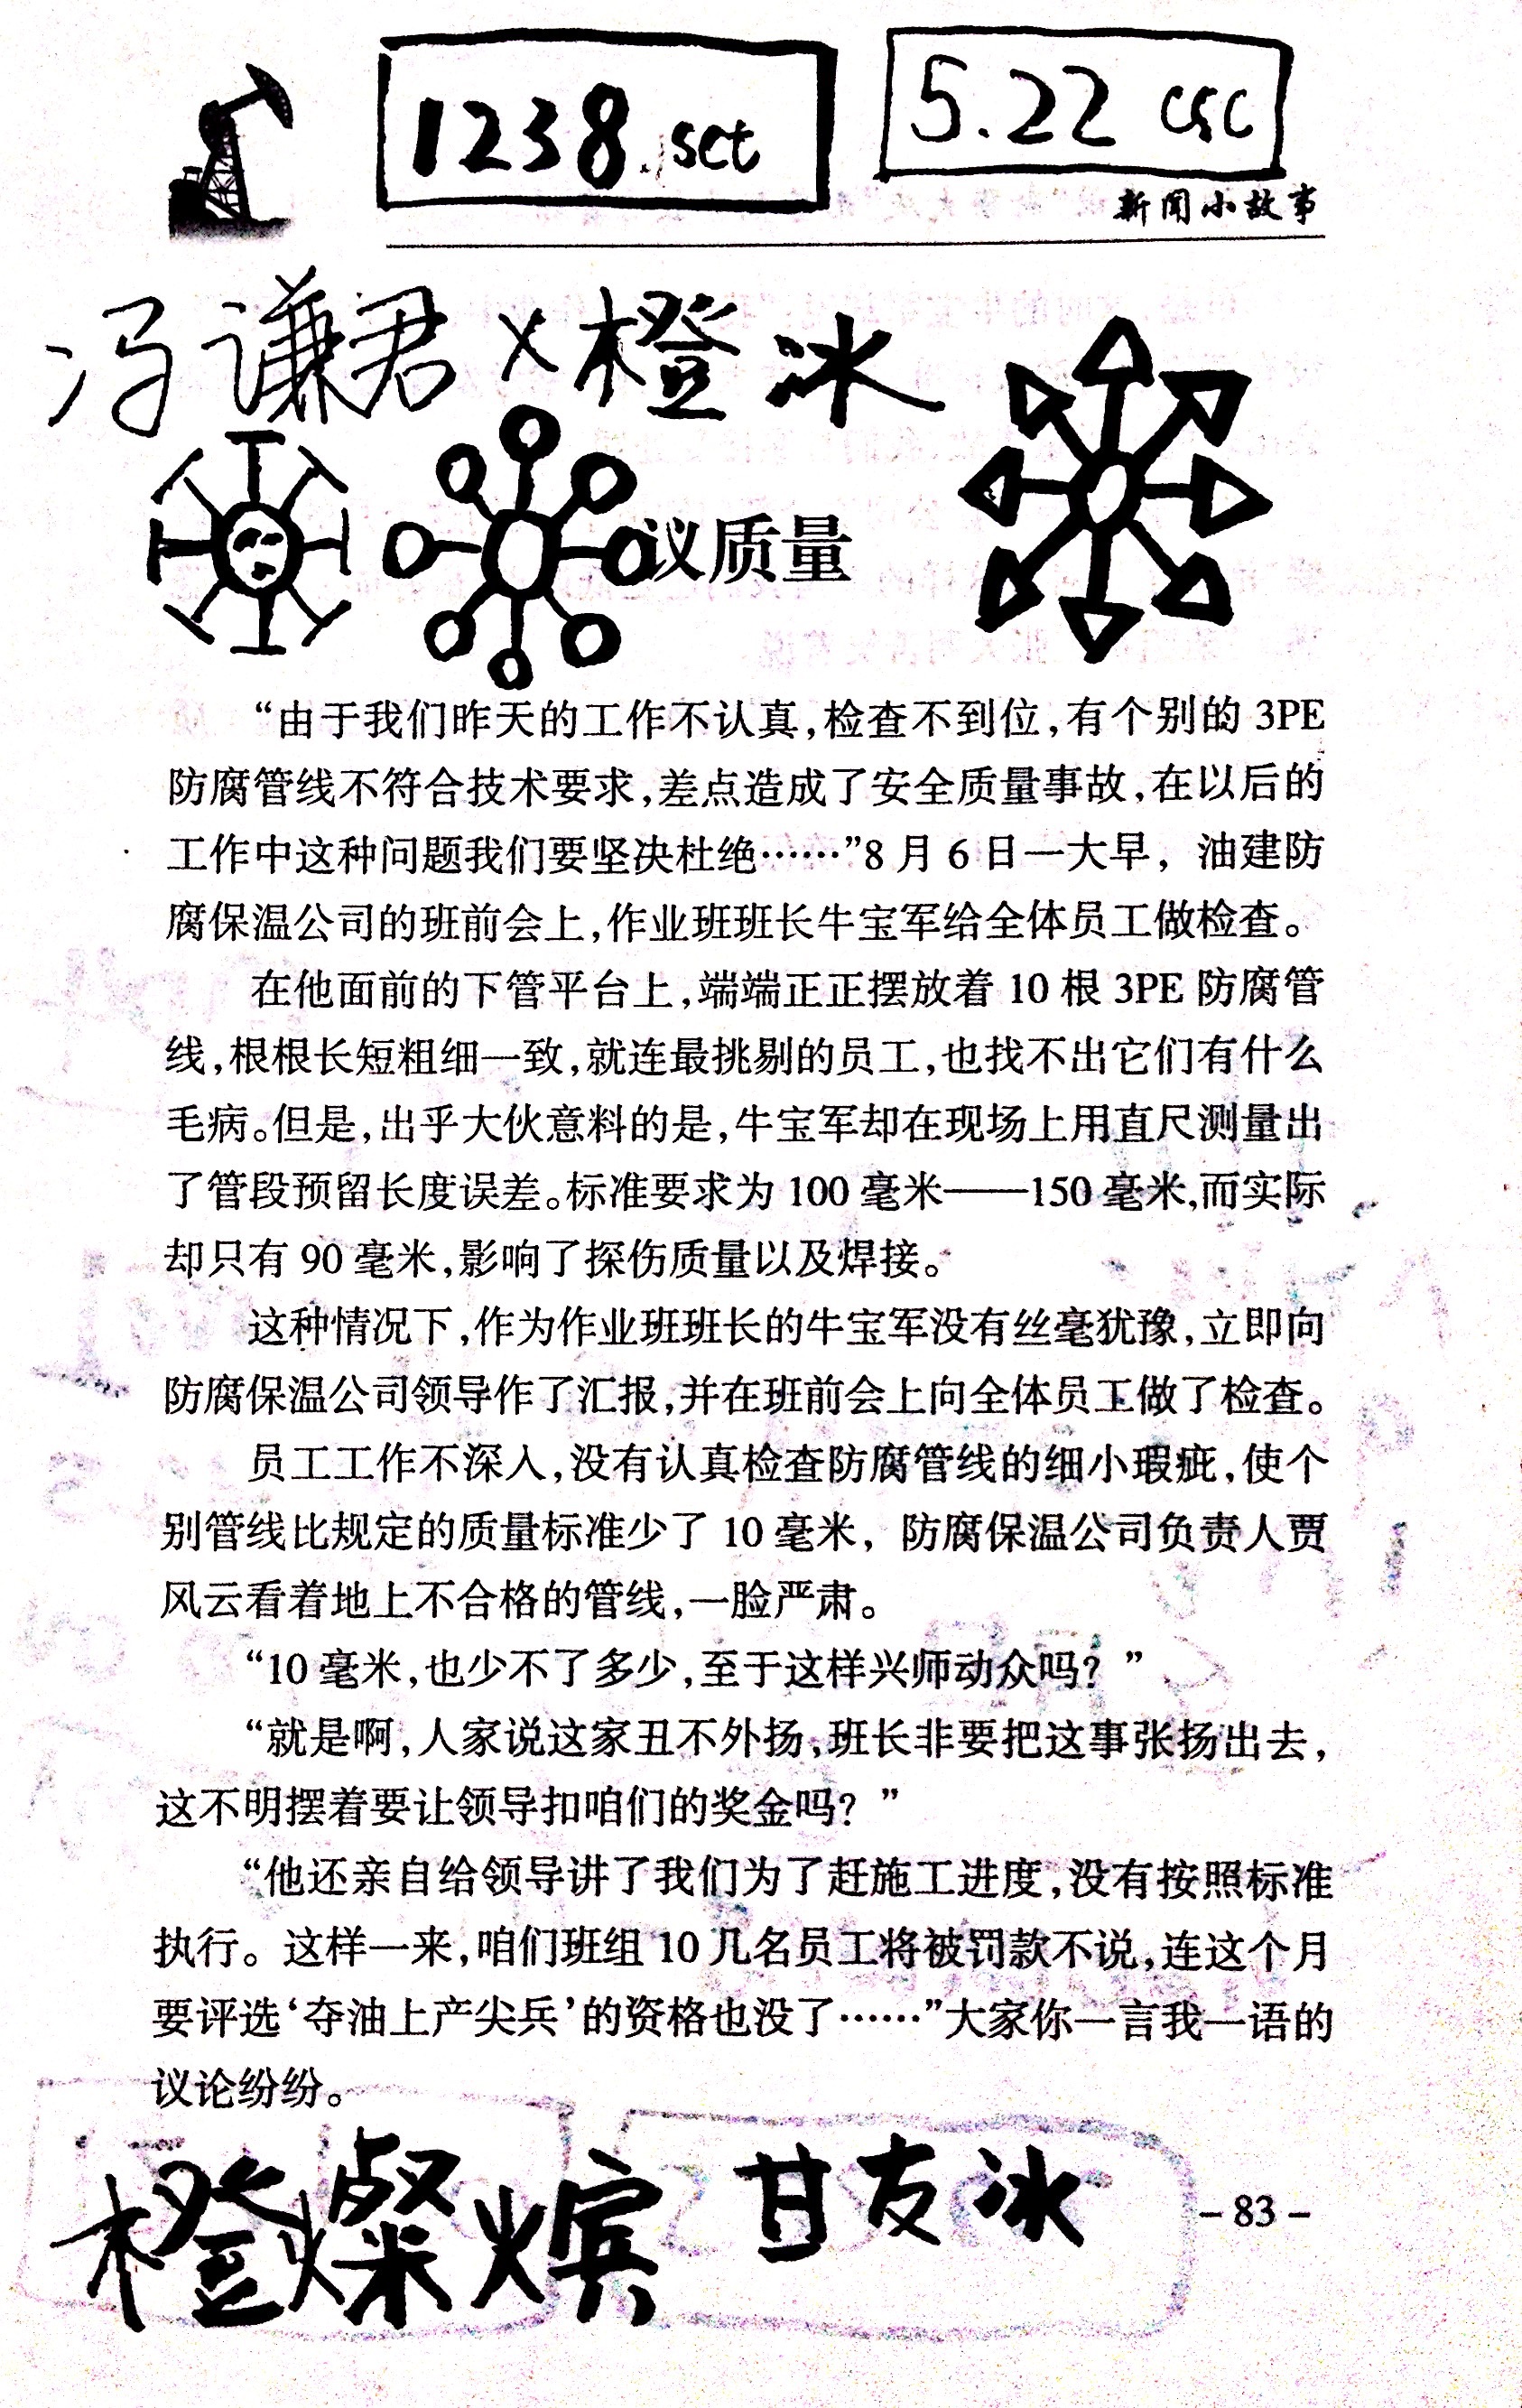 1238.sct
5.22 csc
新闻小故事
冯谦君×橙冰
议质量
“由于我们昨天的工作不认真,检查不到位,有个别的 3PE
防腐管线不符合技术要求,差点造成了安全质量事故,在以后的
工作中这种问题我们要坚决杜绝……”8 月 6 日一大早，油建防
腐保温公司的班前会上,作业班班长牛宝军给全体员工做检查。
在他面前的下管平台上,端端正正摆放着 10 根 3PE 防腐管
线,根根长短粗细一致,就连最挑剔的员工,也找不出它们有什么
毛病。但是,出乎大伙意料的是,牛宝军却在现场上用直尺测量出
了管段预留长度误差。标准要求为 100 毫米——150 毫米,而实际
却只有 90 毫米,影响了探伤质量以及焊接。
这种情况下,作为作业班班长的牛宝军没有丝毫犹豫,立即向
防腐保温公司领导作了汇报,并在班前会上向全体员工做了检查。
员工工作不深入,没有认真检查防腐管线的细小瑕疵,使个
别管线比规定的质量标准少了 10 毫米，防腐保温公司负责人贾
风云看着地上不合格的管线,一脸严肃。
“10 毫米,也少不了多少,至于这样兴师动众吗？”
“就是啊,人家说这家丑不外扬,班长非要把这事张扬出去,
这不明摆着要让领导扣咱们的奖金吗？”
“他还亲自给领导讲了我们为了赶施工进度,没有按照标准
执行。这样一来,咱们班组 10 几名员工将被罚款不说,连这个月
要评选‘夺油上产尖兵’的资格也没了……”大家你一言我一语的
议论纷纷。
橙燦燌 甘友冰
- 83 -